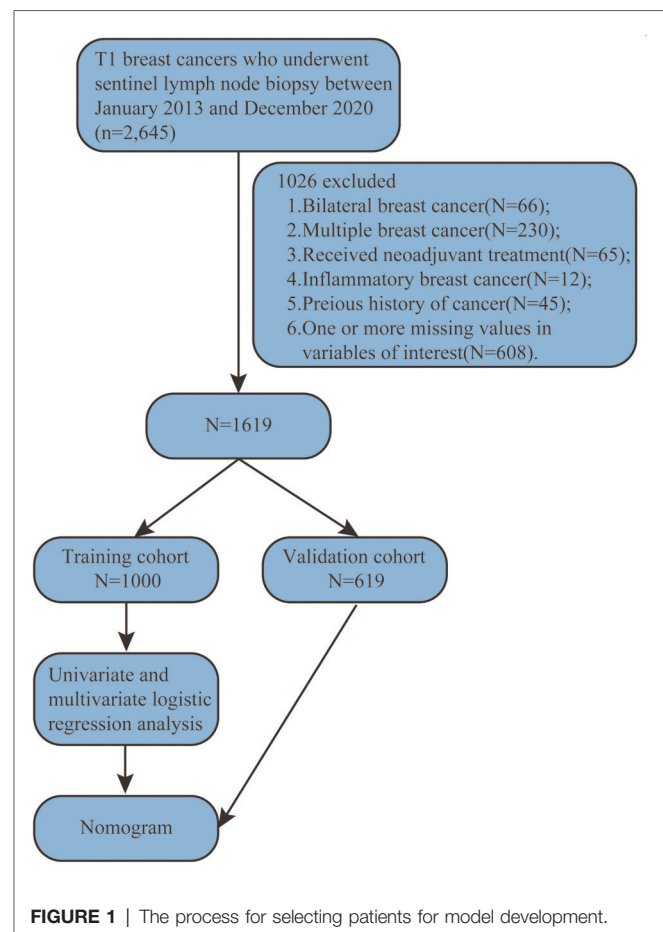 T1 breast cancers who underwent
sentinel lymph node biopsy between
January 2013 and December 2020
(n=2,645)
1026 excluded
1.Bilateral breast cancer(N=66);
2.Multiple breast cancer(N=230);
3.Received neoadjuvant treatment(N=65);
4.Inflammatory breast cancer(N=12);
5.Preious history of cancer(N=45);
6.One or more missing values in
variables of interest(N=608).
N=1619
Training cohort
N=1000
Validation cohort
N=619
Univariate and
multivariate logistic
regression analysis
Nomogram
FIGURE 1 | The process for selecting patients for model development.